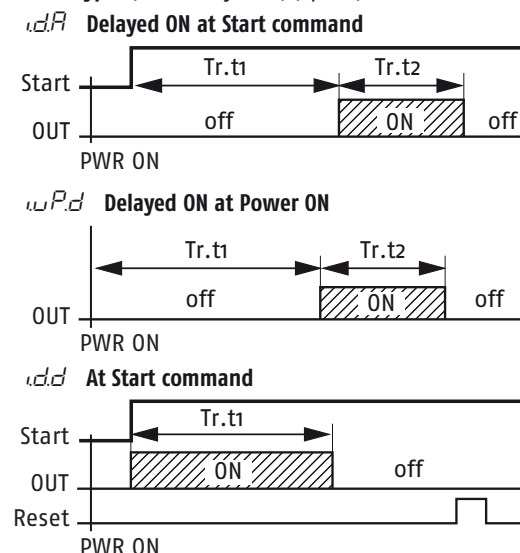 i.d.A Delayed ON at Start command
Tr.t1 Tr.t2
Start
OUT off ON off
PWR ON
i.uP.d Delayed ON at Power ON
Tr.t1 Tr.t2
OUT off ON off
PWR ON
i.d.d At Start command
Tr.t1
Start
OUT ON off
Reset
PWR ON